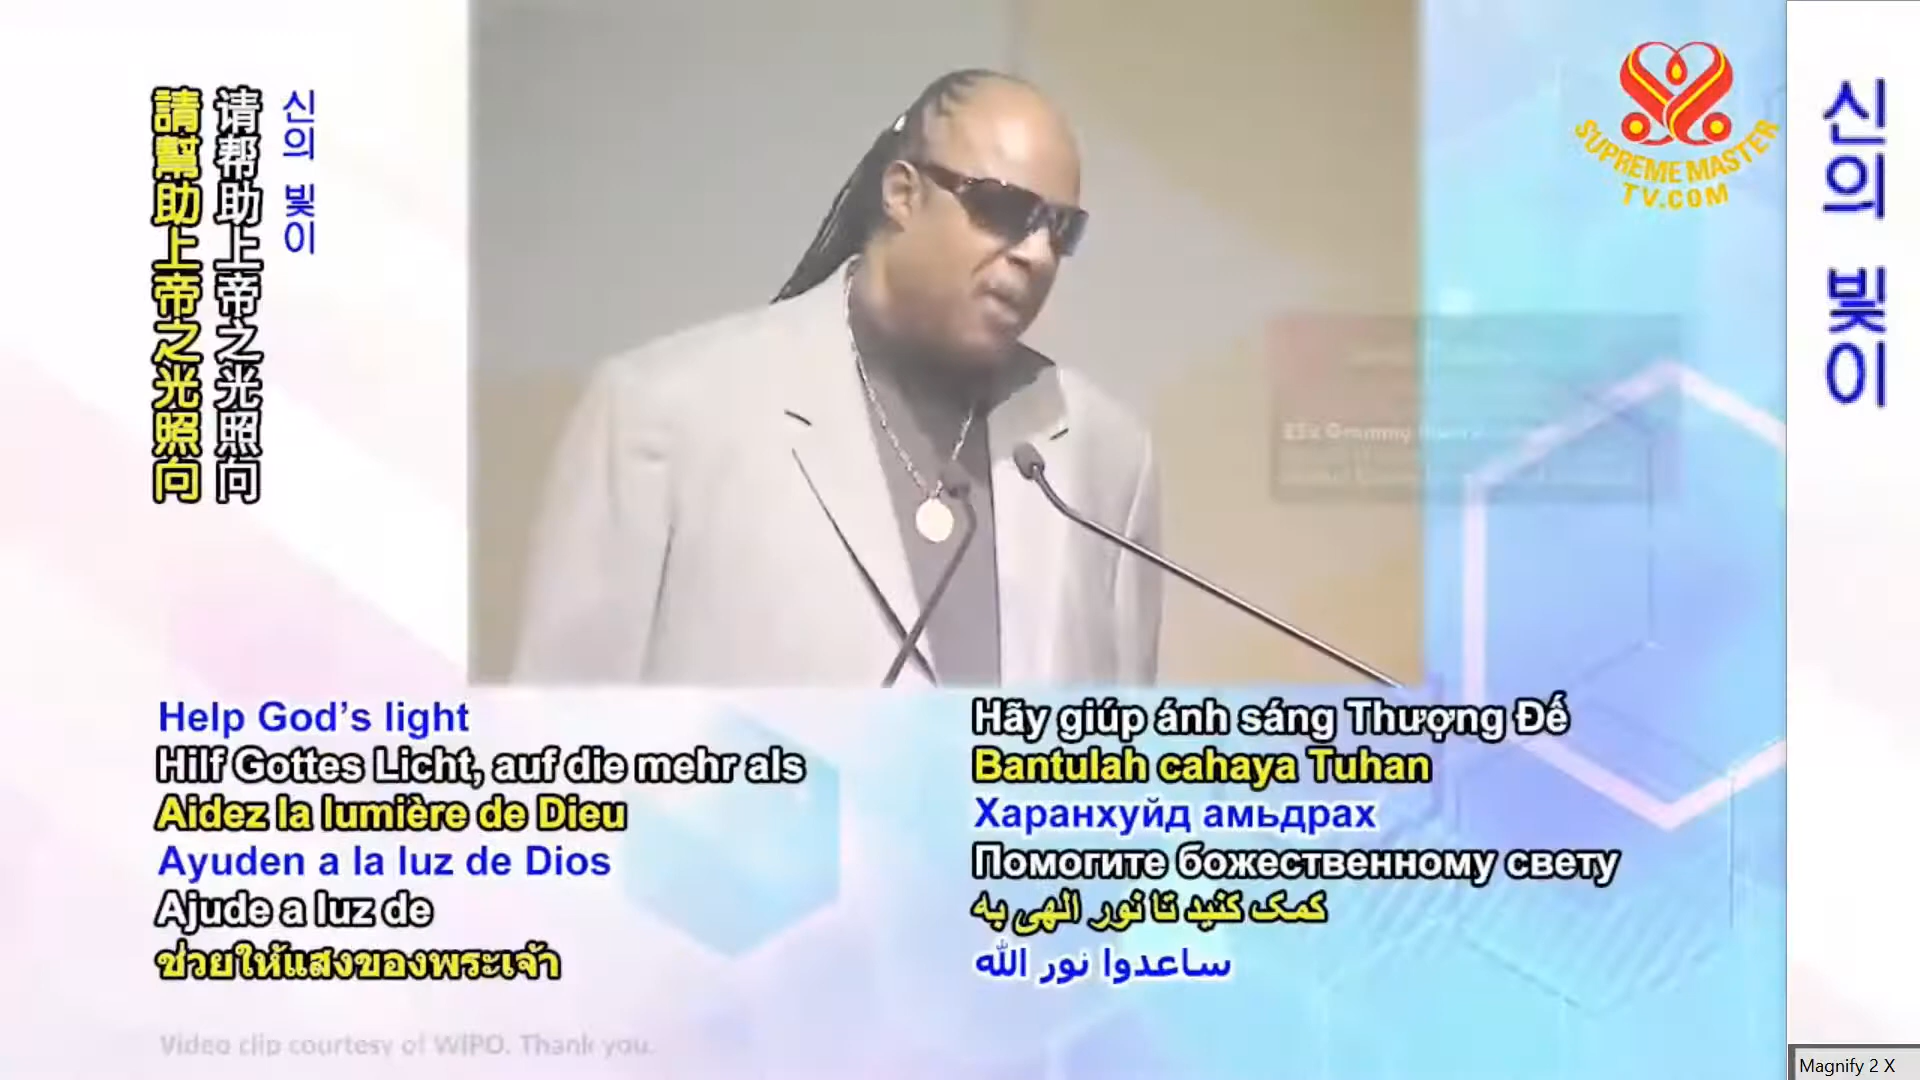 請幫助上帝之光照向
请帮助上帝之光照向
신의 빛이
SUPREME MASTER
TV.COM
신의 빛이
25x Grammy
Help God's light
Hilf Gottes Licht, auf die mehr als
Aidez la lumière de Dieu
Ayuden a la luz de Dios
Ajude a luz de
ช่วยให้แสงของพระเจ้า
Hãy giúp ánh sáng Thượng Đế
Bantulah cahaya Tuhan
Харанхуйд амьдрах
Помогите божественному свету
کمک کنید تا نور الهی به
ساعدوا نور الله
Video clip courtesy of WIPO. Thank you.
Magnify 2 X